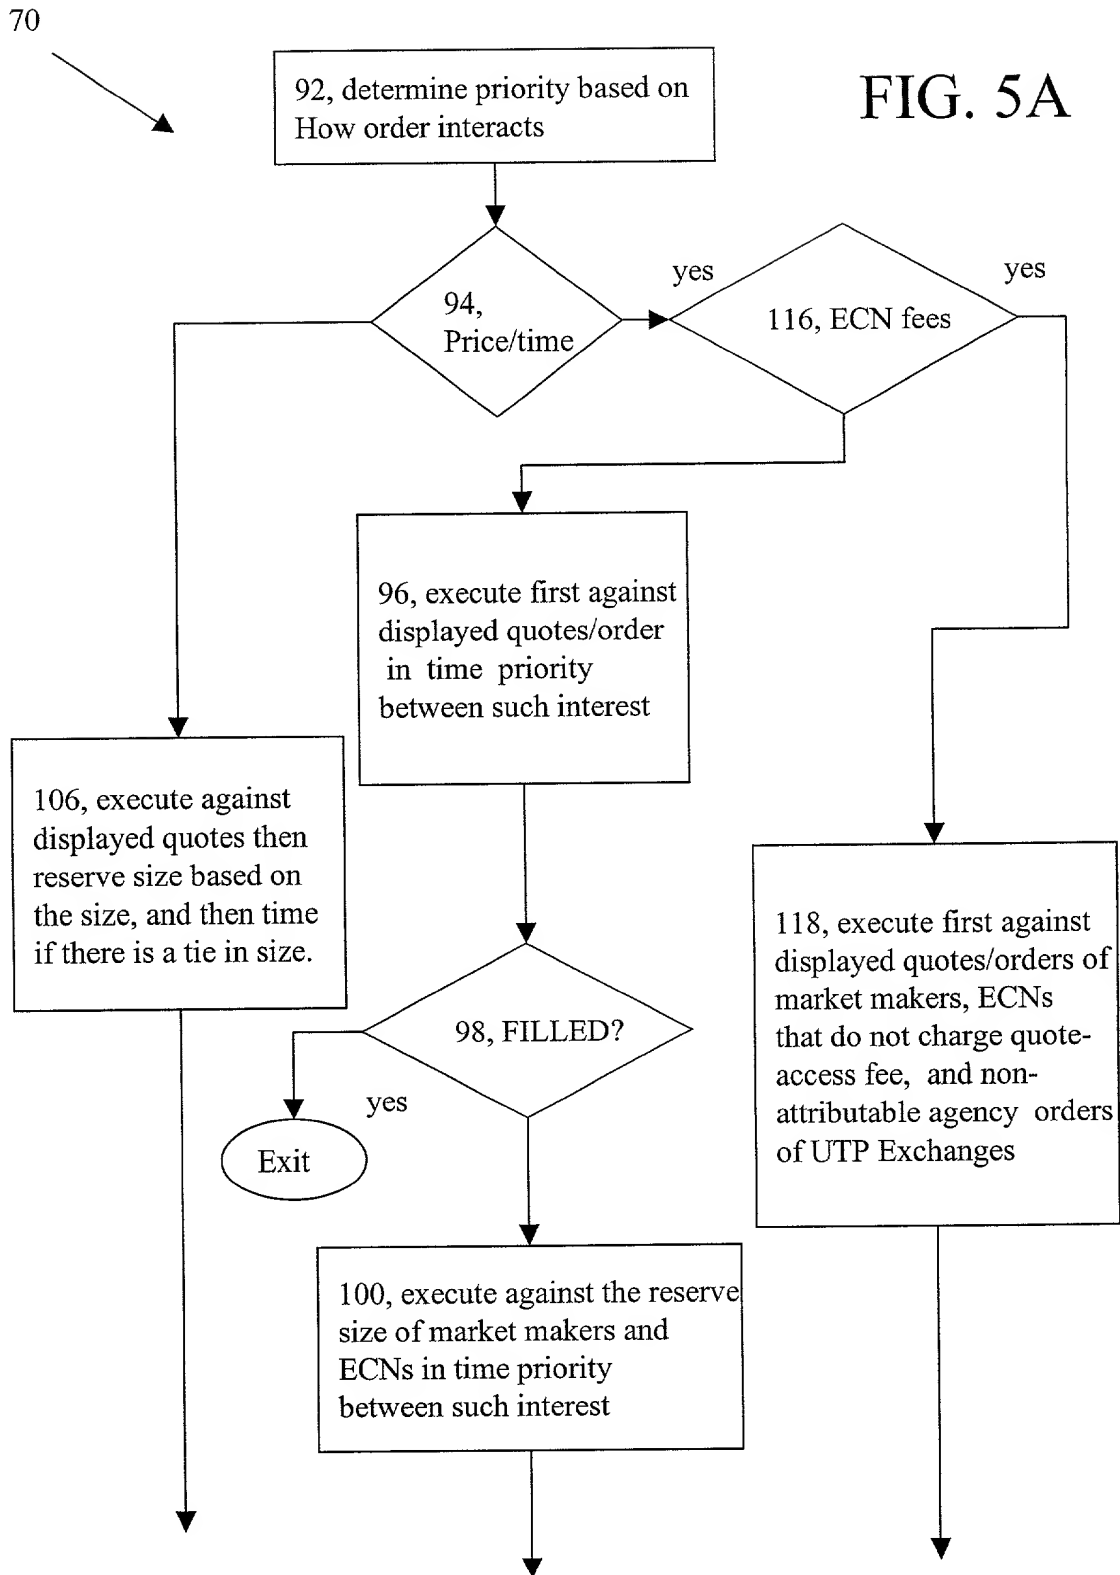 70
FIG. 5A
92, determine priority based on
How order interacts
94,
Price/time
yes
116, ECN fees
yes
96, execute first against
displayed quotes/order
in time priority
between such interest
106, execute against
displayed quotes then
reserve size based on
the size, and then time
if there is a tie in size.
118, execute first against
displayed quotes/orders of
market makers, ECNs
that do not charge quote-
access fee, and non-
attributable agency orders
of UTP Exchanges
98, FILLED?
yes
Exit
100, execute against the reserve
size of market makers and
ECNs in time priority
between such interest